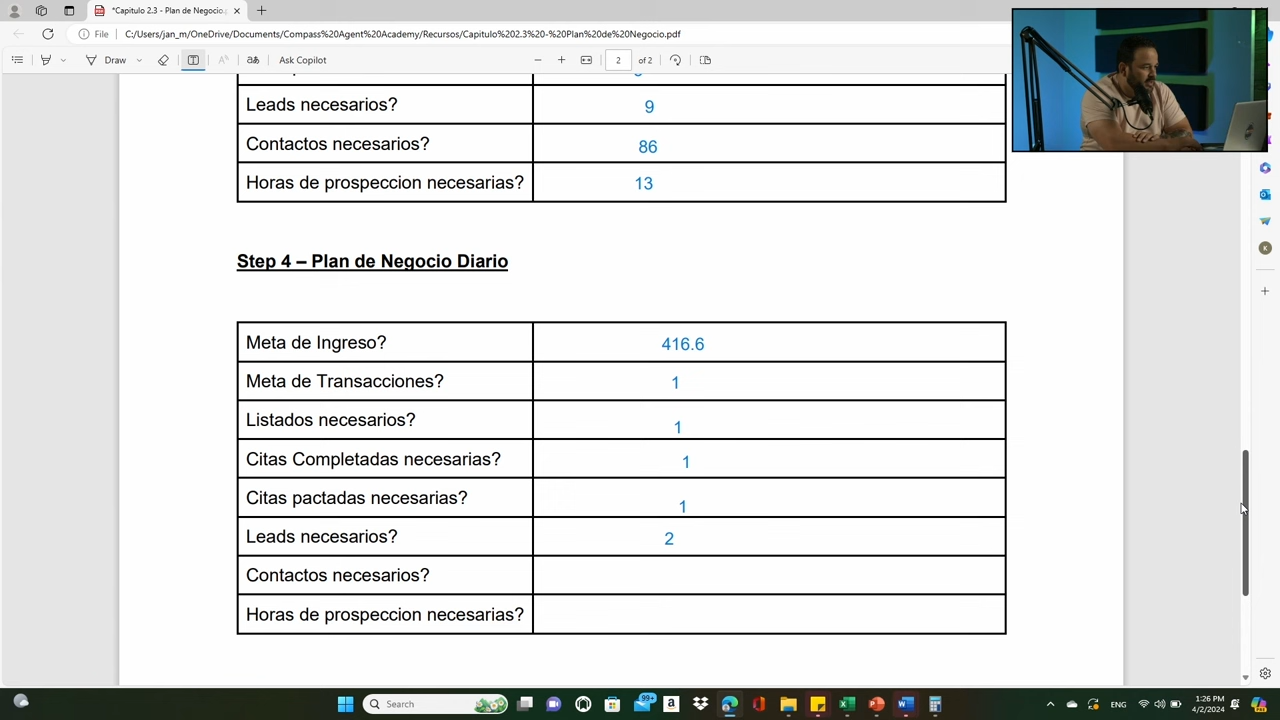 *Capitulo 2.3 - Plan de Negocio.
File
C:/Users/jan_m/OneDrive/Documents/Compass%20Agent%20Academy/Recursos/Capitulo%202.3%20-%20Plan%20de%20Negocio.pdf
Draw
Ask Copilot
2
of 2
Leads necesarios? 9
Contactos necesarios? 86
Horas de prospeccion necesarias? 13
Step 4 – Plan de Negocio Diario
Meta de Ingreso? 416.6
Meta de Transacciones? 1
Listados necesarios? 1
Citas Completadas necesarias? 1
Citas pactadas necesarias? 1
Leads necesarios? 2
Contactos necesarios?
Horas de prospeccion necesarias?
K
Search
99+
ENG
1:26 PM
4/2/2024